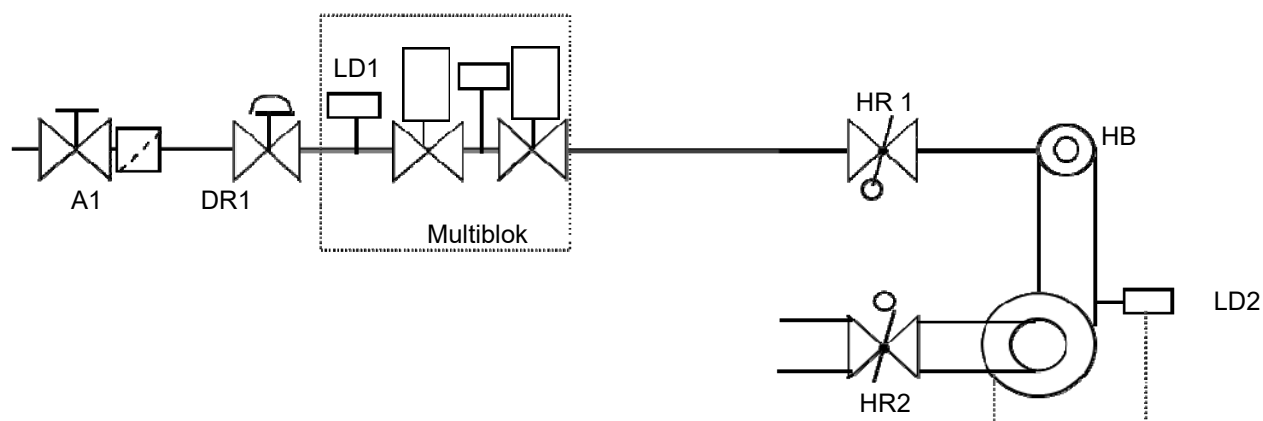 LD1
HR 1
HB
A1
DR1
Multiblok
LD2
HR2